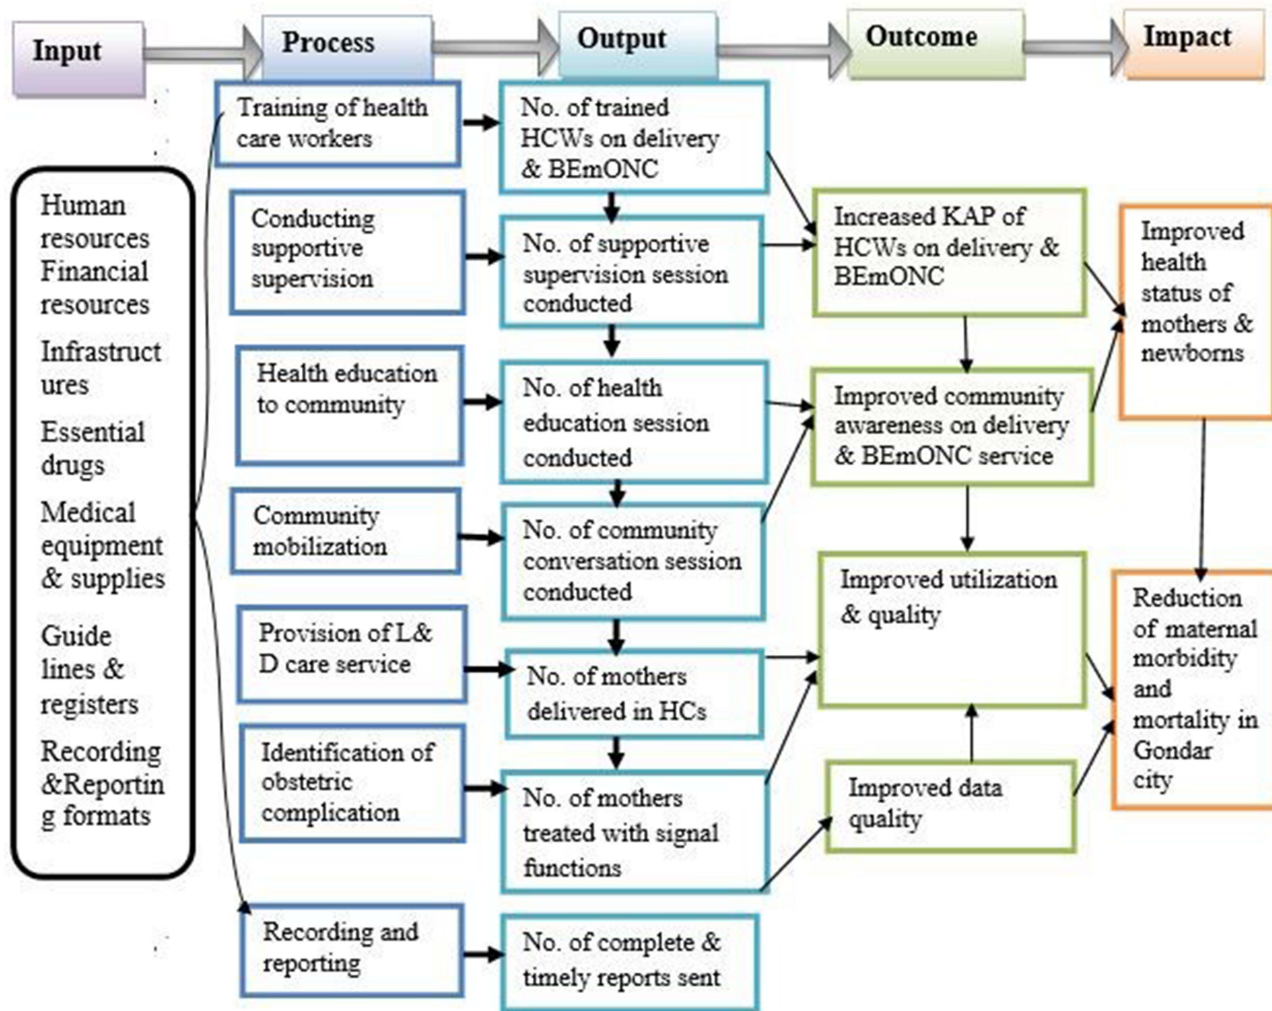 Input
Process
Output
Outcome
Impact
Human
resources
Financial
resources
Infrastruct
ures
Essential
drugs
Medical
equipment
& supplies
Guide
lines &
registers
Recording
&Reportin
g formats
Training of health
care workers
Conducting
supportive
supervision
Health education
to community
Community
mobilization
Provision of L&
D care service
Identification of
obstetric
complication
Recording and
reporting
No. of trained
HCWs on delivery
& BEmONC
No. of supportive
supervision session
conducted
No. of health
education session
conducted
No. of community
conversation session
conducted
No. of mothers
delivered in HCs
No. of mothers
treated with signal
functions
No. of complete &
timely reports sent
Increased KAP of
HCWs on delivery &
BEmONC
Improved community
awareness on delivery
& BEmONC service
Improved utilization
& quality
Improved data
quality
Improved
health
status of
mothers &
newborns
Reduction
of maternal
morbidity
and
mortality in
Gondar
city